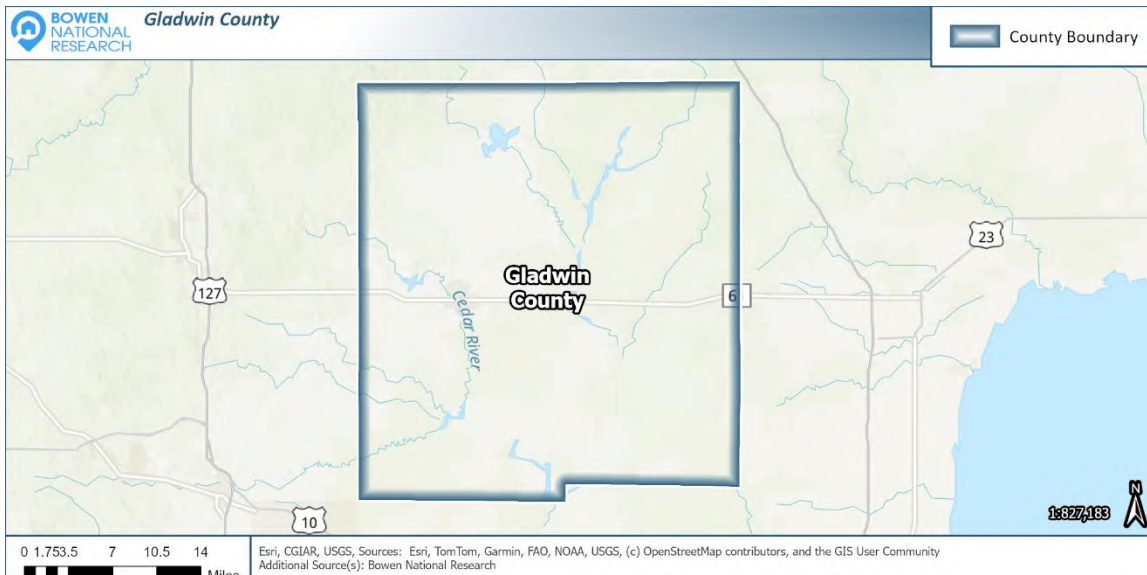 BOWEN
NATIONAL
RESEARCH
Gladwin County
County Boundary
Gladwin
County
Cedar River
127
10
6
23
1:827,183
N
0 1.753.5 7 10.5 14
Miles
Esri, CGIAR, USGS, Sources: Esri, TomTom, Garmin, FAO, NOAA, USGS, (c) OpenStreetMap contributors, and the GIS User Community
Additional Source(s): Bowen National Research